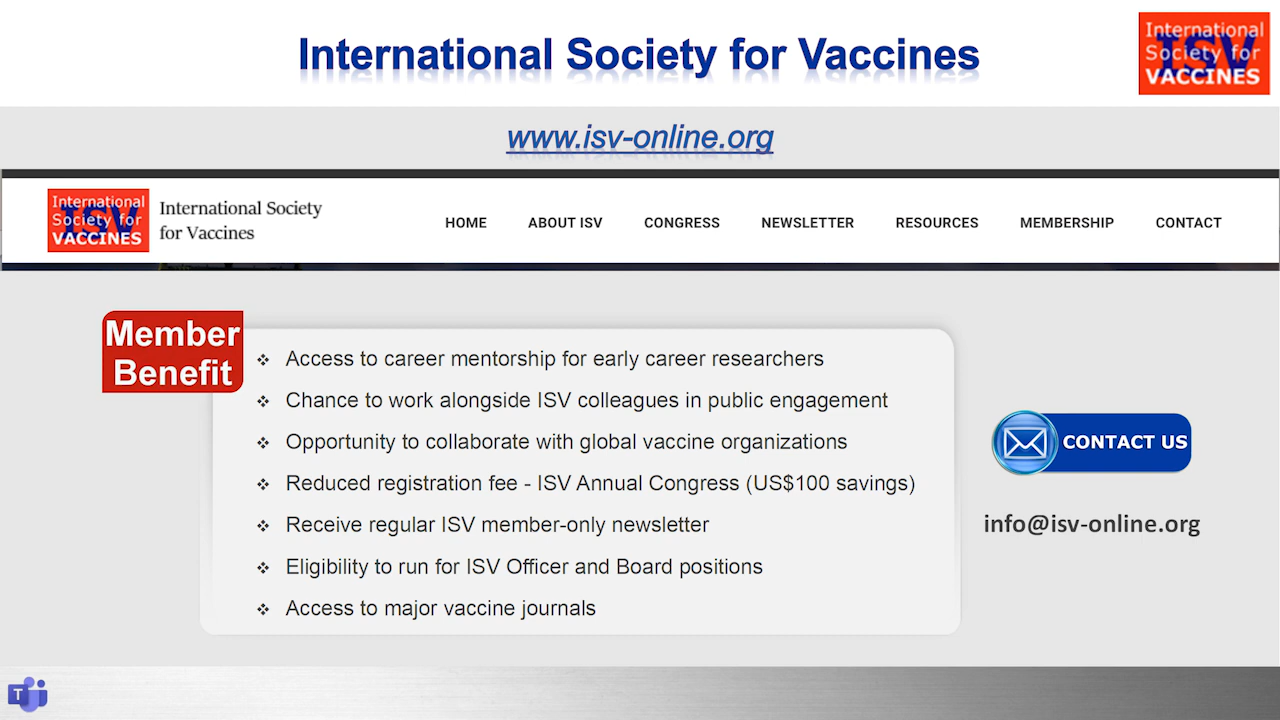 International Society for Vaccines
International
Society for
VACCINES
ISV
www.isv-online.org
International
Society for
VACCINES
ISV
International Society
for Vaccines
HOME ABOUT ISV CONGRESS NEWSLETTER RESOURCES MEMBERSHIP CONTACT
Member
Benefit
Access to career mentorship for early career researchers
Chance to work alongside ISV colleagues in public engagement
Opportunity to collaborate with global vaccine organizations
Reduced registration fee - ISV Annual Congress (US$100 savings)
Receive regular ISV member-only newsletter
Eligibility to run for ISV Officer and Board positions
Access to major vaccine journals
CONTACT US
info@isv-online.org
T